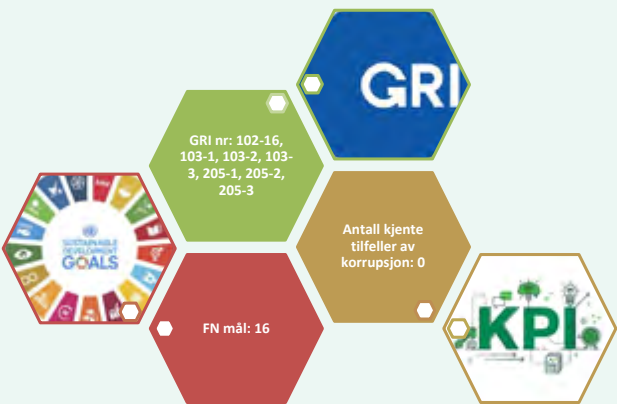 GRI
GRI nr: 102-16,
103-1, 103-2, 103-
3, 205-1, 205-2,
205-3
SUSTAINABLE
DEVELOPMENT
GOALS
Antall kjente
tilfeller av
korrupsjon: 0
FN mål: 16
KPI